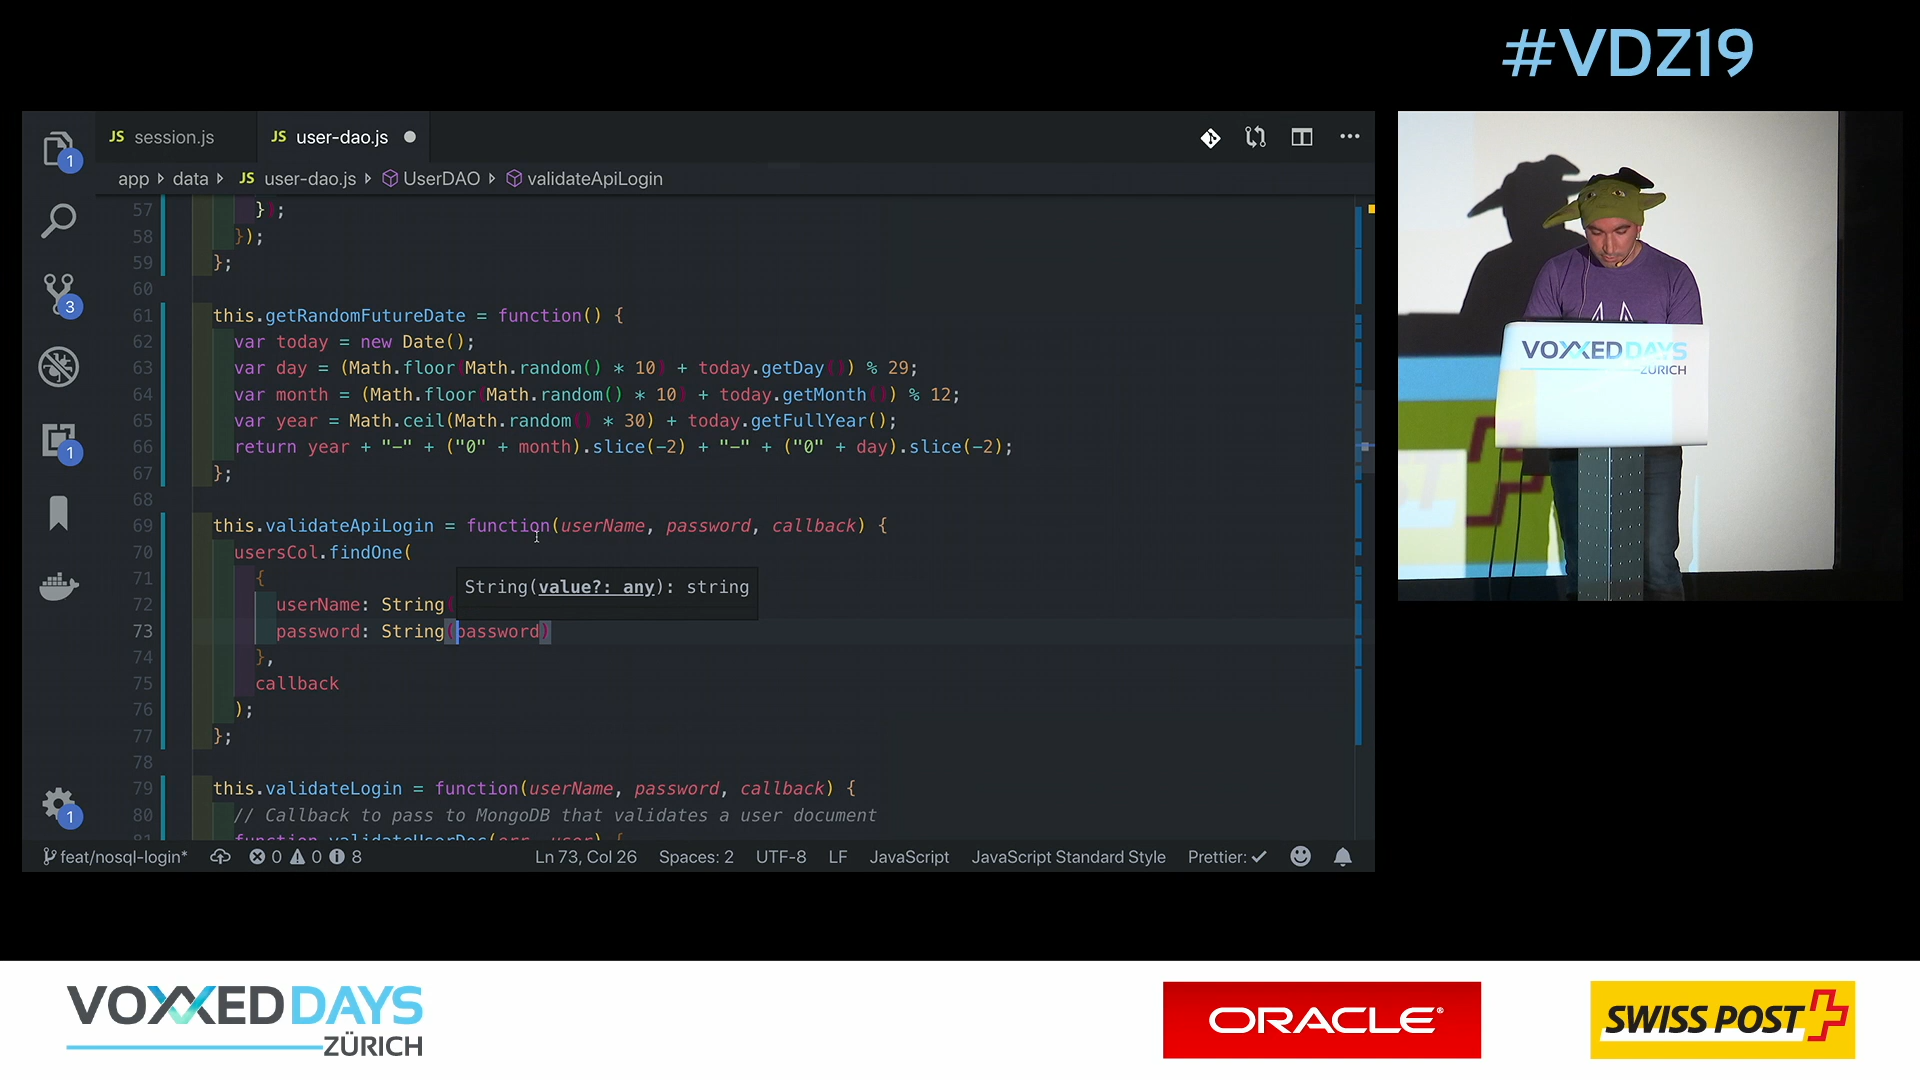 #VDZ19
JS session.js
JS user-dao.js
app data JS user-dao.js UserDAO validateApiLogin
57 });
58 });
59 };
60
61 this.getRandomFutureDate = function() {
62 var today = new Date();
63 var day = (Math.floor(Math.random() * 10) + today.getDay()) % 29;
64 var month = (Math.floor(Math.random() * 10) + today.getMonth()) % 12;
65 var year = Math.ceil(Math.random() * 30) + today.getFullYear();
66 return year + "-" + ("0" + month).slice(-2) + "-" + ("0" + day).slice(-2);
67 };
68
69 this.validateApiLogin = function(userName, password, callback) {
70 usersCol.findOne(
71 {
String(value?: any): string
72 userName: String(
73 password: String(password)
74 },
75 callback
76 );
77 };
78
79 this.validateLogin = function(userName, password, callback) {
80 // Callback to pass to MongoDB that validates a user document
1
3
1
1
feat/nosql-login* 0 0 8 Ln 73, Col 26 Spaces: 2 UTF-8 LF JavaScript JavaScript Standard Style Prettier: ✓
VOXXED DAYS
ZÜRICH
VOXXED DAYS
ZÜRICH
ORACLE®
SWISS POST